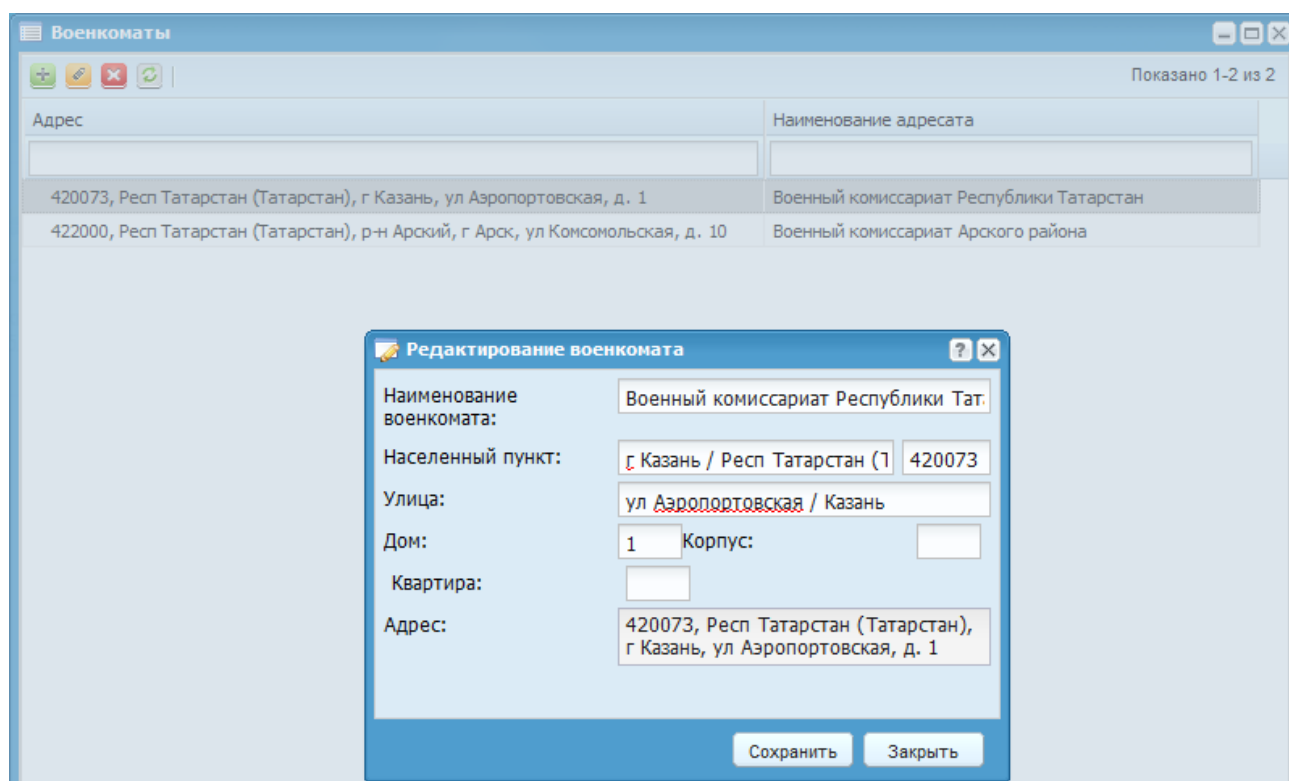 Военкоматы
Показано 1-2 из 2
Адрес Наименование адресата
420073, Респ Татарстан (Татарстан), г Казань, ул Аэропортовская, д. 1 Военный комиссариат Республики Татарстан
422000, Респ Татарстан (Татарстан), р-н Арский, г Арск, ул Комсомольская, д. 10 Военный комиссариат Арского района
Редактирование военкомата
Наименование
военкомата:
Военный комиссариат Республики Тат
Населенный пункт: г Казань / Респ Татарстан (Т 420073
Улица: ул Аэропортовская / Казань
Дом: 1 Корпус:
Квартира:
Адрес: 420073, Респ Татарстан (Татарстан),
г Казань, ул Аэропортовская, д. 1
Сохранить Закрыть